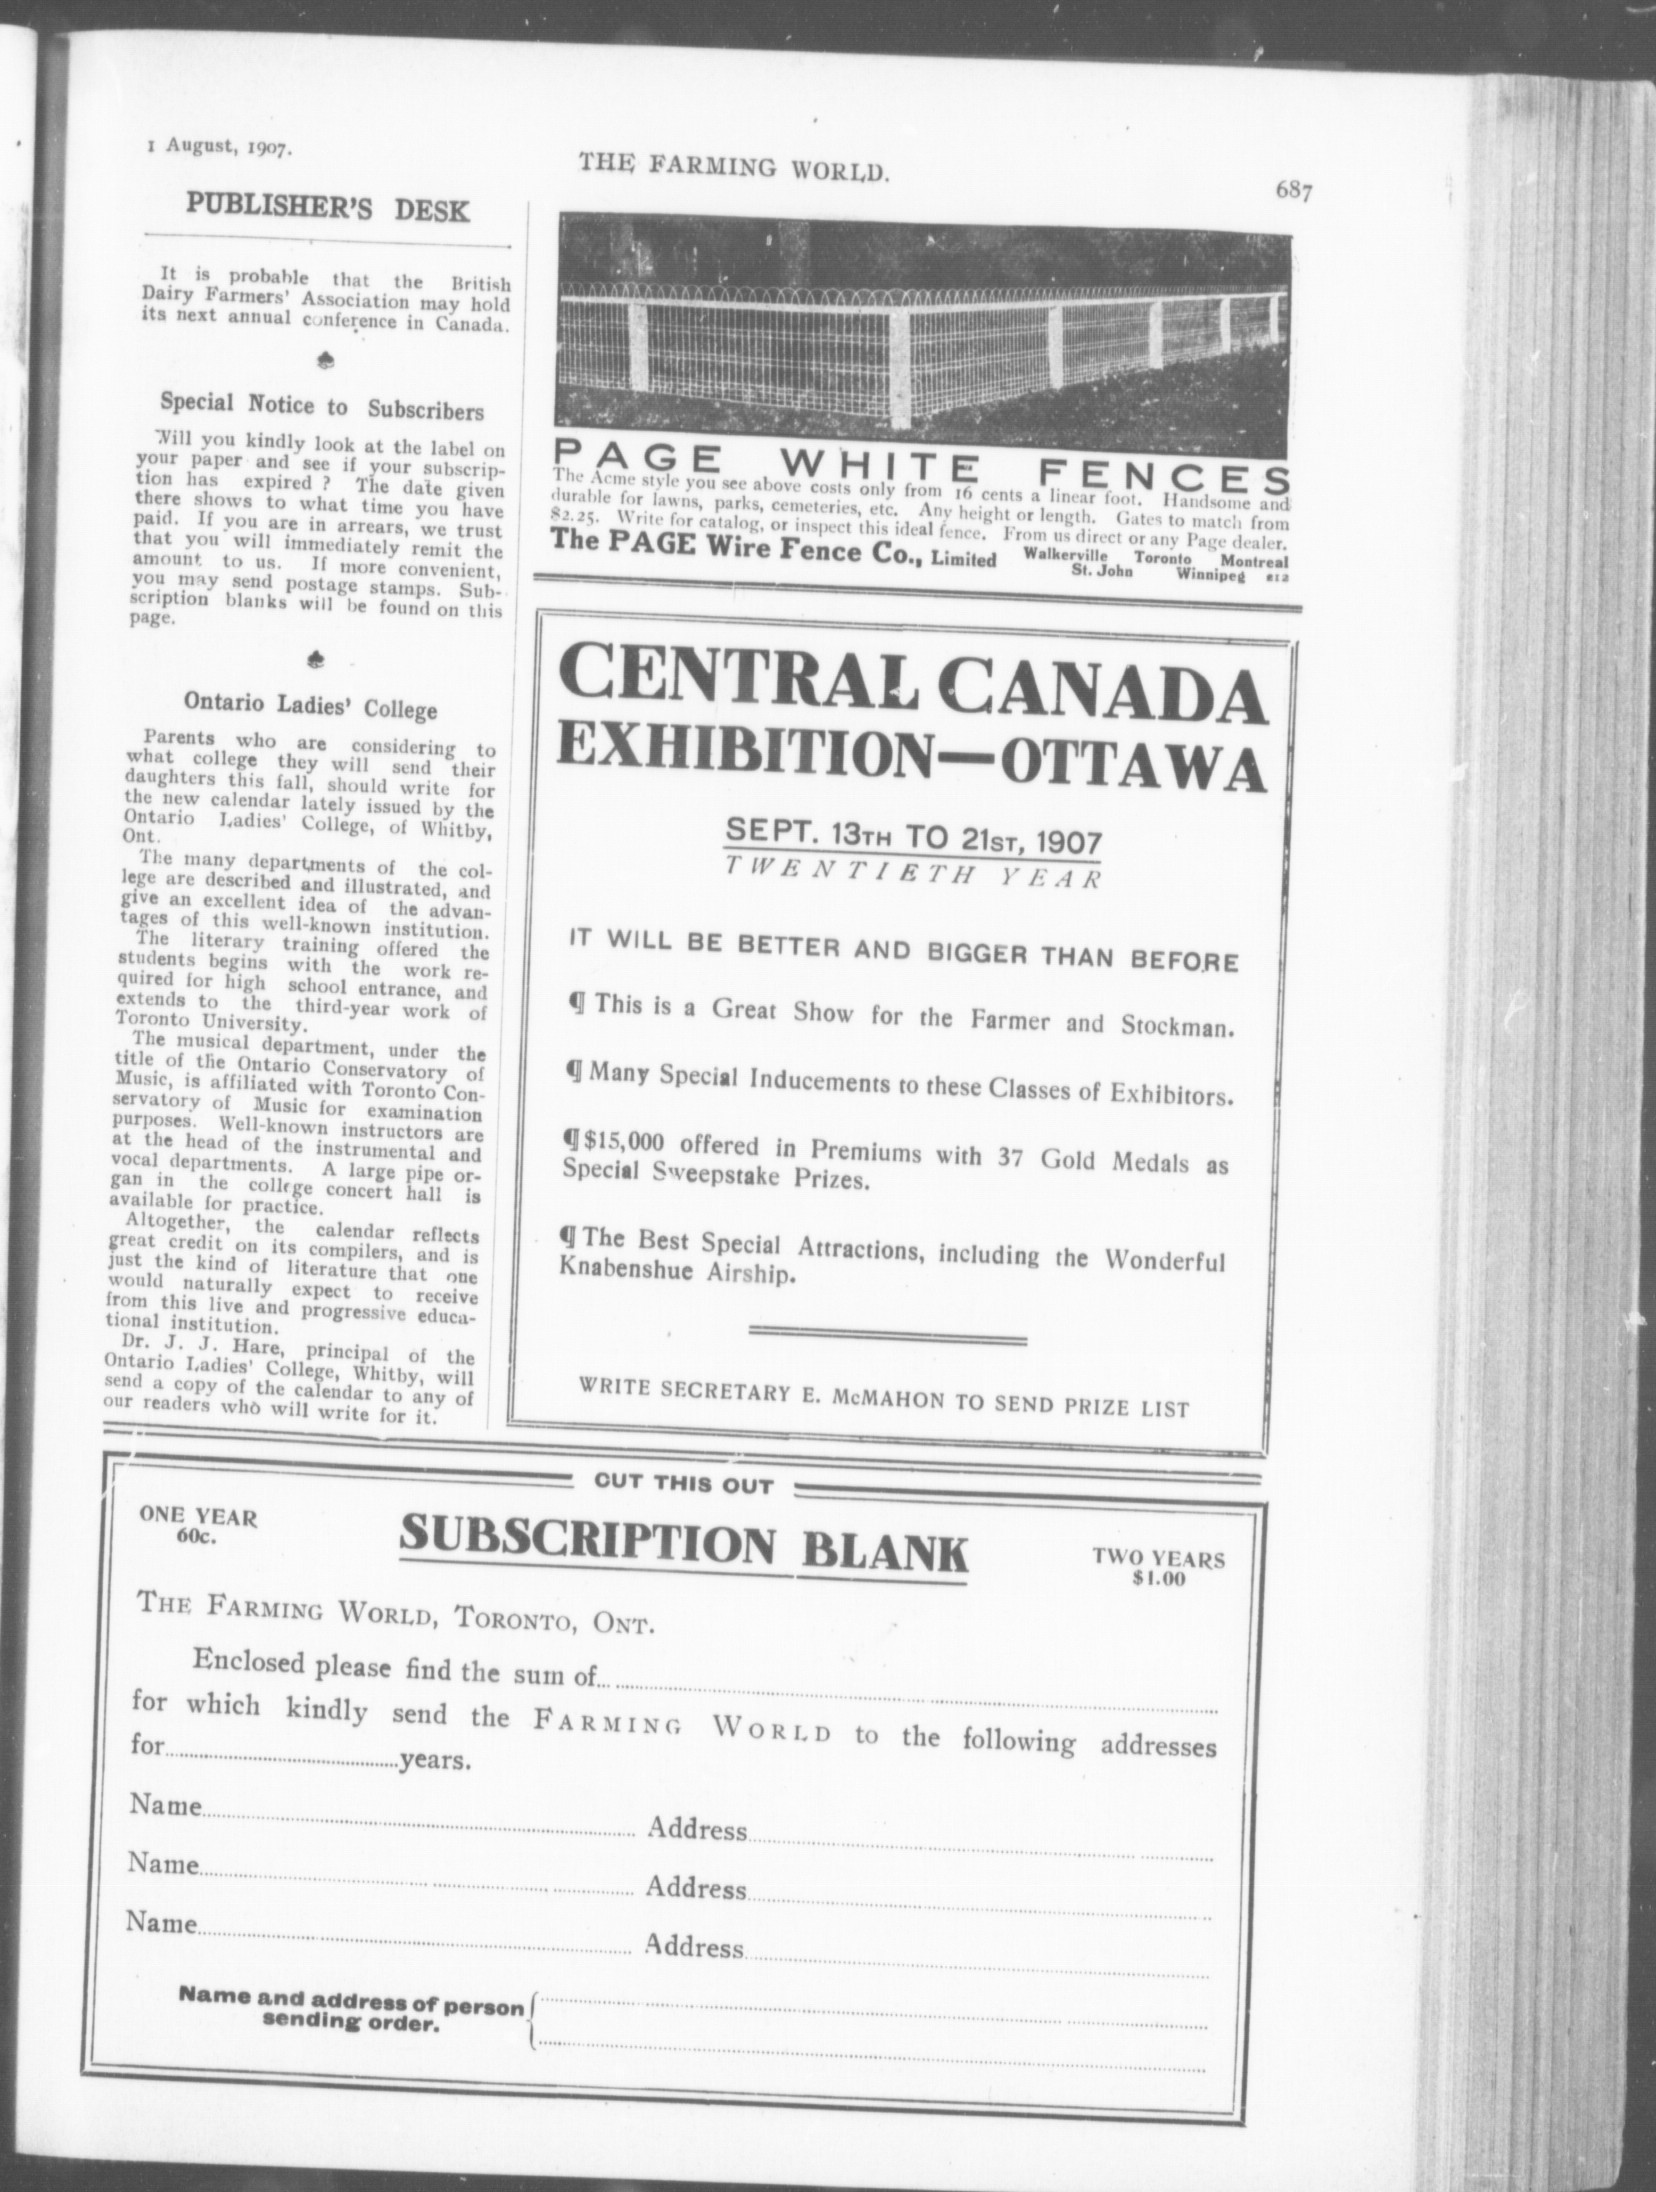 1 August, 1907.
THE FARMING WORLD.
687
PUBLISHER'S DESK
It is probable that the British
Dairy Farmers' Association may hold
its next annual conference in Canada.
Special Notice to Subscribers
Will you kindly look at the label on
your paper and see if your subscrip-
tion has expired? The date given
there shows to what time you have
paid. If you are in arrears, we trust
that you will immediately remit the
amount to us. If more convenient,
you may send postage stamps. Sub-
scription blanks will be found on this
page.
Ontario Ladies' College
Parents who are considering to
what college they will send their
daughters this fall, should write for
the new calendar lately issued by the
Ontario Ladies' College, of Whitby,
Ont.
The many departments of the col-
lege are described and illustrated, and
give an excellent idea of the advan-
tages of this well-known institution.
The literary training offered the
students begins with the work re-
quired for high school entrance, and
extends to the third-year work of
Toronto University.
The musical department, under the
title of the Ontario Conservatory of
Music, is affiliated with Toronto Con-
servatory of Music for examination
purposes. Well-known instructors are
at the head of the instrumental and
vocal departments. A large pipe or-
gan in the college concert hall is
available for practice.
Altogether, the calendar reflects
great credit on its compilers, and is
just the kind of literature that one
would naturally expect to receive
from this live and progressive educa-
tional institution.
Dr. J. J. Hare, principal of the
Ontario Ladies' College, Whitby, will
send a copy of the calendar to any of
our readers who will write for it.
PAGE WHITE FENCES
The Acme style you see above costs only from 16 cents a linear foot. Handsome and
durable for lawns, parks, cemeteries, etc. Any height or length. Gates to match from
$2.25. Write for catalog, or inspect this ideal fence. From us direct or any Page dealer.
The PAGE Wire Fence Co., Limited
Walkerville Toronto Montreal
St. John Winnipeg 212
CENTRAL CANADA
EXHIBITION—OTTAWA
SEPT. 13TH TO 21ST, 1907
TWENTIETH YEAR
IT WILL BE BETTER AND BIGGER THAN BEFORE
¶ This is a Great Show for the Farmer and Stockman.
¶ Many Special Inducements to these Classes of Exhibitors.
¶ $15,000 offered in Premiums with 37 Gold Medals as
Special Sweepstake Prizes.
¶ The Best Special Attractions, including the Wonderful
Knabenshue Airship.
WRITE SECRETARY E. McMAHON TO SEND PRIZE LIST
CUT THIS OUT
ONE YEAR
60c.
SUBSCRIPTION BLANK
TWO YEARS
$1.00
THE FARMING WORLD, TORONTO, ONT.
Enclosed please find the sum of
for which kindly send the FARMING WORLD to the following addresses
for years.
Name Address
Name Address
Name Address
Name and address of person
sending order.